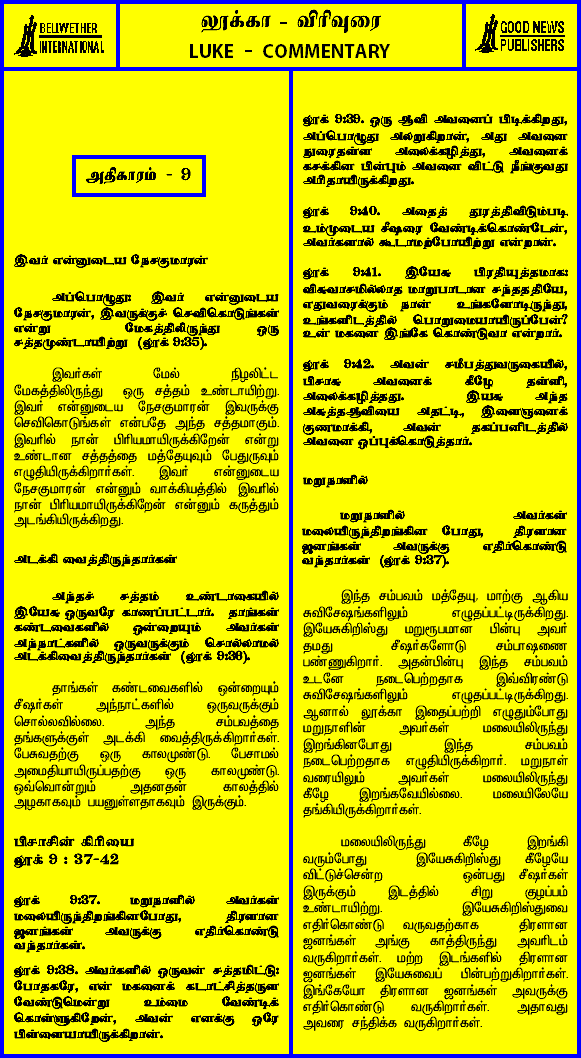 BELWETHER
INTERNATIONAL
லூக்கா - விரிவுரை
LUKE - COMMENTARY
GOOD NEWS
PUBLISHERS
அதிகாரம் - 9
இவர் என்னுடைய நேசகுமாரன்
அப்பொழுது: இவர் என்னுடைய
நேசகுமாரன், இவருக்குச் செவிகொடுங்கள்
என்று மேகத்திலிருந்து ஒரு
சத்தமுண்டாயிற்று (லூக் 9:35).
இவர்கள் மேல் நிழலிட்ட
மேகத்திலிருந்து ஒரு சத்தம் உண்டாயிற்று.
இவர் என்னுடைய நேசகுமாரன் இவருக்கு
செவிகொடுங்கள் என்பதே அந்த சத்தமாகும்.
இவரில் நான் பிரியமாயிருக்கிறேன் என்று
உண்டான சத்தத்தை மத்தேயுவும் பேதுருவும்
எழுதியிருக்கிறார்கள். இவர் என்னுடைய
நேசகுமாரன் என்னும் வாக்கியத்தில் இவரில்
நான் பிரியமாயிருக்கிறேன் என்னும் கருத்தும்
அடங்கியிருக்கிறது.
அடக்கி வைத்திருந்தார்கள்
அந்தச் சத்தம் உண்டாகையில்
இயேசு ஒருவரே காணப்பட்டார். தாங்கள்
கண்டவைகளில் ஒன்றையும் அவர்கள்
அந்நாட்களில் ஒருவருக்கும் சொல்லாமல்
அடக்கிவைத்திருந்தார்கள் (லூக் 9:36).
தாங்கள் கண்டவைகளில் ஒன்றையும்
சீஷர்கள் அந்நாட்களில் ஒருவருக்கும்
சொல்லவில்லை. அந்த சம்பவத்தை
தங்களுக்குள் அடக்கி வைத்திருக்கிறார்கள்.
பேசுவதற்கு ஒரு காலமுண்டு. பேசாமல்
அமைதியாயிருப்பதற்கு ஒரு காலமுண்டு.
ஒவ்வொன்றும் அதனதன் காலத்தில்
அழகாகவும் பயனுள்ளதாகவும் இருக்கும்.
பிசாசின் கிரியை
லூக் 9 : 37-42
லூக் 9:37. மறுநாளில் அவர்கள்
மலையிருந்திறங்கினபோது, திரளான
ஜனங்கள் அவருக்கு எதிர்கொண்டு
வந்தார்கள்.
லூக் 9:38. அவர்களில் ஒருவன் சத்தமிட்டு:
போதகரே, என் மகனைக் கடாட்சித்தருள
வேண்டுமென்று உம்மை வேண்டிக்
கொள்ளுகிறேன், அவன் எனக்கு ஒரே
பிள்ளையாயிருக்கிறான்.
லூக் 9:39. ஒரு ஆவி அவனைப் பிடிக்கிறது,
அப்பொழுது அலறுகிறான், அது அவனை
நுரைதள்ள அலைக்கழித்து, அவனைக்
கசக்கின பின்பும் அவனை விட்டு நீங்குவது
அரிதாயிருக்கிறது.
லூக் 9:40. அதைத் துரத்திவிடும்படி
உம்முடைய சீஷரை வேண்டிக்கொண்டேன்,
அவர்களால் கூடாமற்போயிற்று என்றான்.
லூக் 9:41. இயேசு பிரதியுத்தமாக:
விசுவாசமில்லாத மாறுபாடான சந்ததியே,
எதுவரைக்கும் நான் உங்களோடிருந்து,
உங்களிடத்தில் பொறுமையாயிருப்பேன்?
உன் மகனை இங்கே கொண்டுவா என்றார்.
லூக் 9:42. அவன் சமீபத்துவருகையில்,
பிசாசு அவனைக் கீழே தள்ளி,
அலைக்கழித்தது. இயசு அந்த
அசுத்தஆவியை அதட்டி, இளைஞனைக்
குணமாக்கி, அவன் தகப்பனிடத்தில்
அவனை ஒப்புக்கொடுத்தார்.
மறுநாளில்
மறுநாளில் அவர்கள்
மலையிருந்திறங்கின போது, திரளான
ஜனங்கள் அவருக்கு எதிர்கொண்டு
வந்தார்கள் (லூக் 9:37).
இந்த சம்பவம் மத்தேயு, மாற்கு ஆகிய
சுவிசேஷங்களிலும் எழுதப்பட்டிருக்கிறது.
இயேசுகிறிஸ்து மறுரூபமான பின்பு அவர்
தமது சீஷர்களோடு சம்பாஷணை
பண்ணுகிறார். அதன்பின்பு இந்த சம்பவம்
உடனே நடைபெற்றதாக இவ்விரண்டு
சுவிசேஷங்களிலும் எழுதப்பட்டிருக்கிறது.
ஆனால் லூக்கா இதைப்பற்றி எழுதும்போது
மறுநாளின் அவர்கள் மலையிலிருந்து
இறங்கினபோது இந்த சம்பவம்
நடைபெற்றதாக எழுதியிருக்கிறார். மறுநாள்
வரையிலும் அவர்கள் மலையிலிருந்து
கீழே இறங்கவேயில்லை. மலையிலேயே
தங்கியிருக்கிறார்கள்.
மலையிலிருந்து கீழே இறங்கி
வரும்போது இயேசுகிறிஸ்து கீழேயே
விட்டுச்சென்ற ஒன்பது சீஷர்கள்
இருக்கும் இடத்தில் சிறு குழப்பம்
உண்டாயிற்று. இயேசுகிறிஸ்துவை
எதிர்கொண்டு வருவதற்காக திரளான
ஜனங்கள் அங்கு காத்திருந்து அவரிடம்
வருகிறார்கள். மற்ற இடங்களில் திரளான
ஜனங்கள் இயேசுவைப் பின்பற்றுகிறார்கள்.
இங்கேயோ திரளான ஜனங்கள் அவருக்கு
எதிர்கொண்டு வருகிறார்கள். அதாவது
அவரை சந்திக்க வருகிறார்கள்.